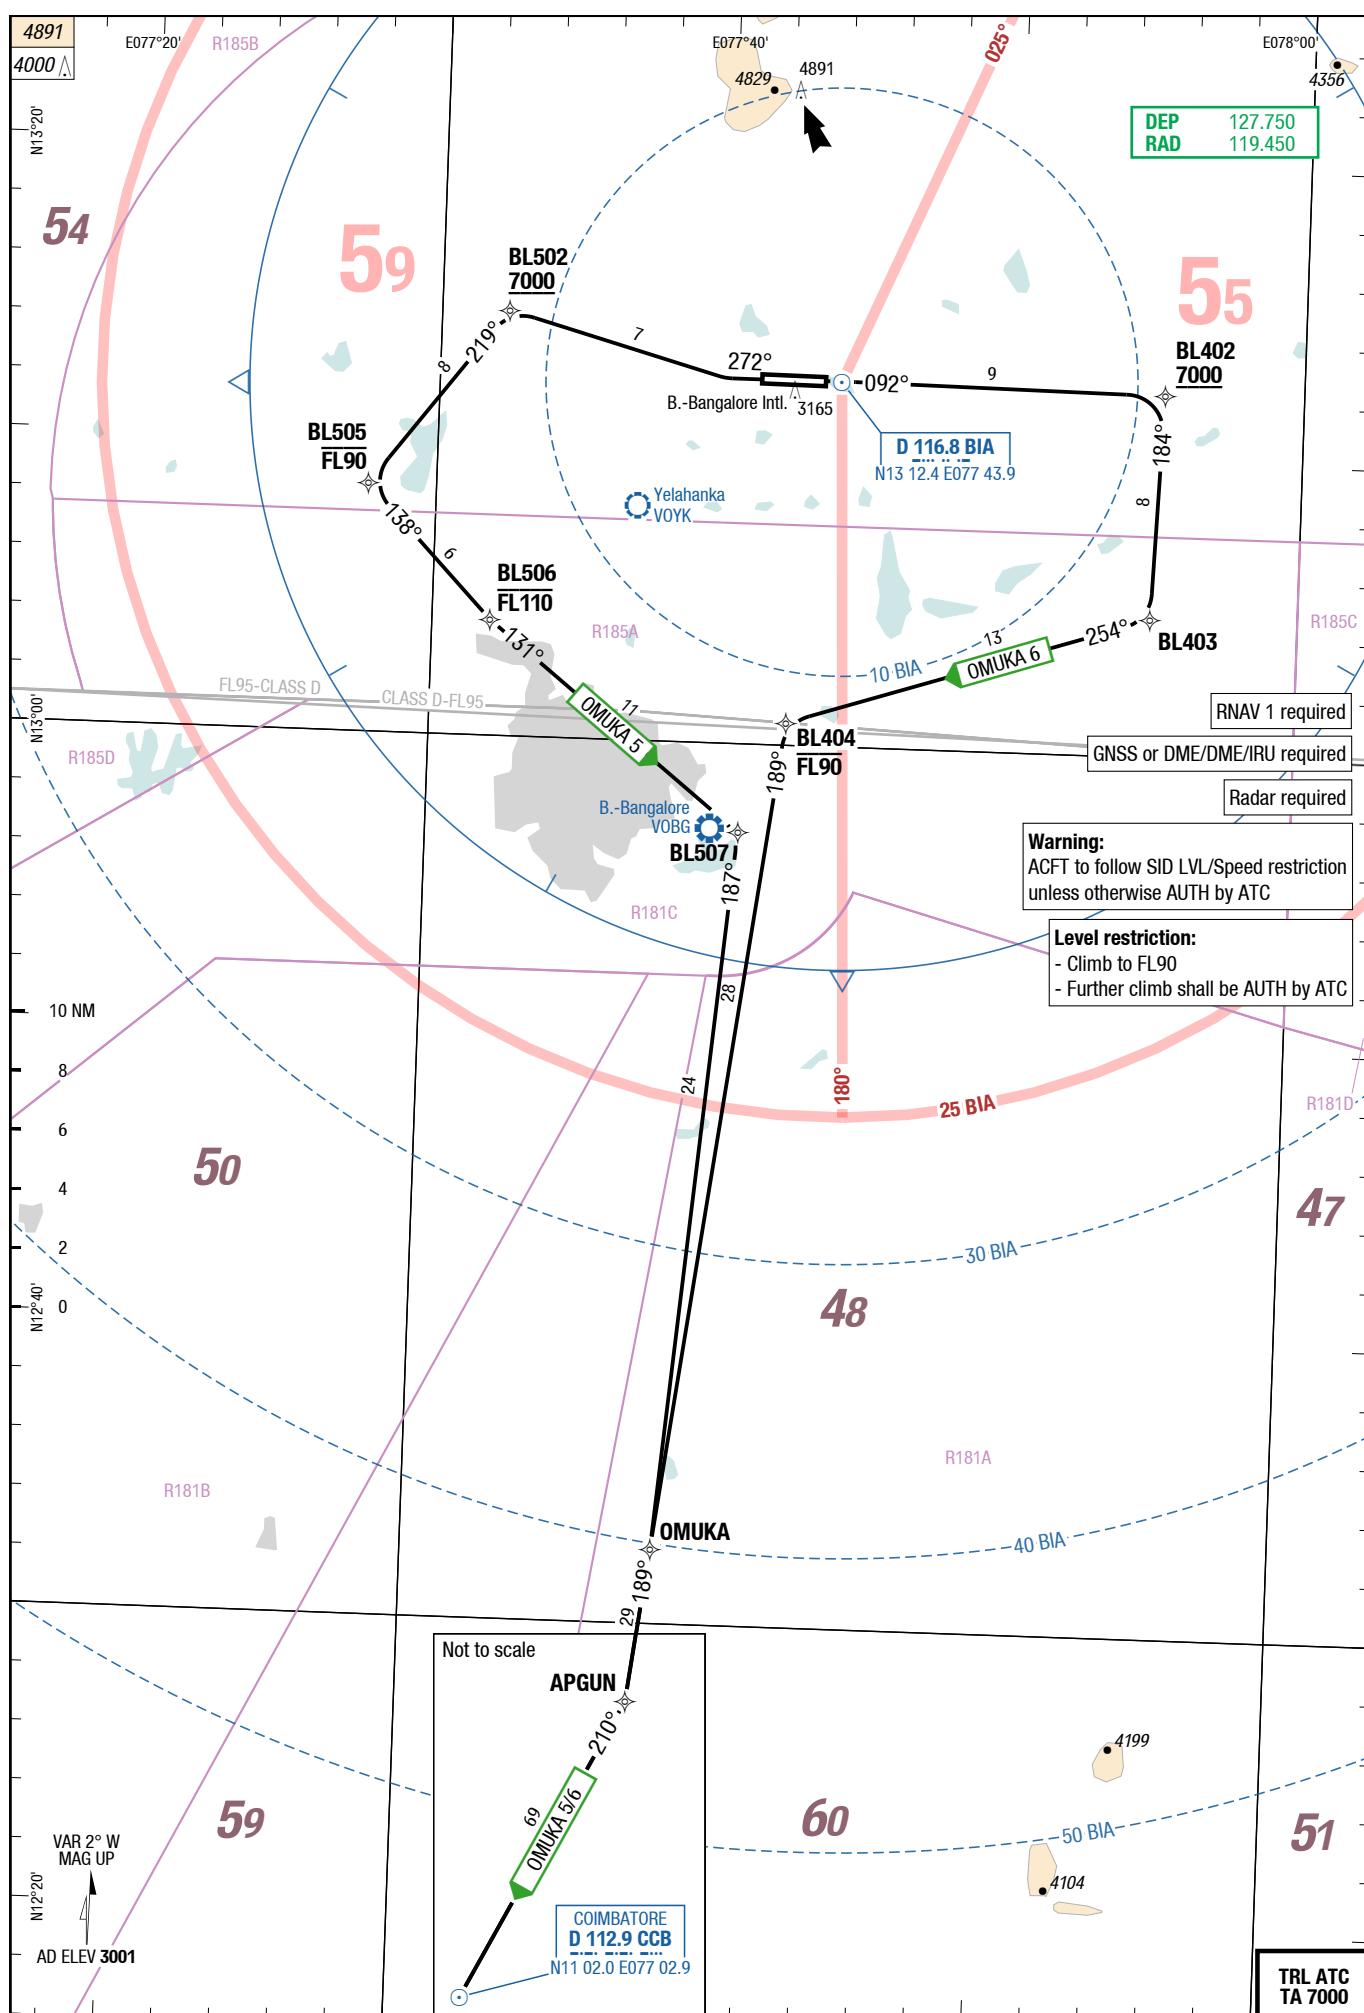 4891
4000
E077°20'
R185B
E077°40'
E078°00'
4829
4891
4356
N13°20'
025°
DEP 127.750
RAD 119.450
54
59
55
BL502
7000
7
272°
092°
9
BL402
7000
B.-Bangalore Intl.
3165
219°
8
BL505
FL90
D 116.8 BIA
N13 12.4 E077 43.9
184°
8
138°
6
Yelahanka
VOYK
BL506
FL110
R185A
R185C
131°
13
254°
BL403
OMUKA 6
10 BIA
FL95-CLASS D
CLASS D-FL95
11
OMUKA 5
N13°00'
R185D
BL404
FL90
189°
RNAV 1 required
GNSS or DME/DME/IRU required
Radar required
B.-Bangalore
VOBG
BL507
187°
Warning:
ACFT to follow SID LVL/Speed restriction
unless otherwise AUTH by ATC
R181C
Level restriction:
- Climb to FL90
- Further climb shall be AUTH by ATC
28
10 NM
8
6
4
2
0
24
180°
25 BIA
R181D
50
47
30 BIA
N12°40'
48
R181B
R181A
OMUKA
40 BIA
189°
29
Not to scale
APGUN
210°
69
OMUKA 5/6
4199
59
60
51
50 BIA
VAR 2° W
MAG UP
4104
N12°20'
AD ELEV 3001
COIMBATORE
D 112.9 CCB
N11 02.0 E077 02.9
TRL ATC
TA 7000